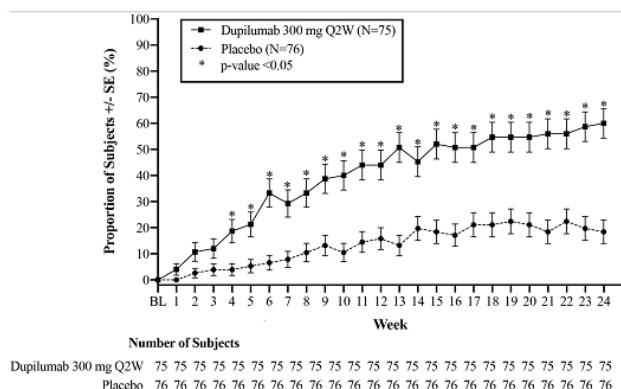 Dupilumab 300 mg Q2W (N=75)
Placebo (N=76)
* p-value <0.05
Proportion of Subjects +/- SE (%)
100
90
80
70
60
50
40
30
20
10
0
* * * * * * * * * * * * * * * * * * * * *
BL 1 2 3 4 5 6 7 8 9 10 11 12 13 14 15 16 17 18 19 20 21 22 23 24
Week
Number of Subjects
Dupilumab 300 mg Q2W 75 75 75 75 75 75 75 75 75 75 75 75 75 75 75 75 75 75 75 75 75 75 75 75 75
Placebo 76 76 76 76 76 76 76 76 76 76 76 76 76 76 76 76 76 76 76 76 76 76 76 76 76